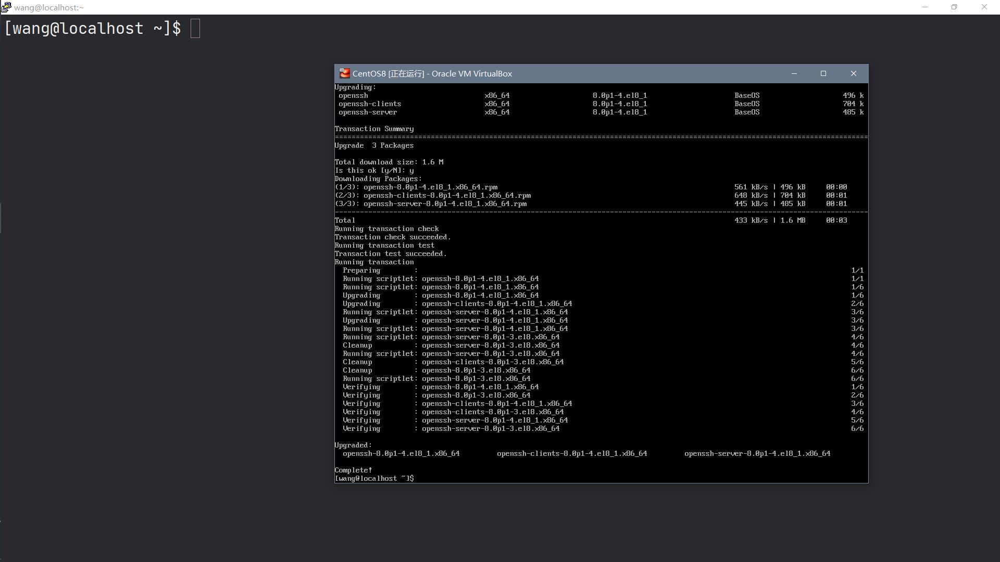 wang@localhost:~
[wang@localhost ~]$
CentOS8 [正在运行] - Oracle VM VirtualBox
Upgrading:
 openssh x86_64 8.0p1-4.el8_1 BaseOS 496 k
 openssh-clients x86_64 8.0p1-4.el8_1 BaseOS 704 k
 openssh-server x86_64 8.0p1-4.el8_1 BaseOS 485 k
Transaction Summary
================================================================================
Upgrade  3 Packages
Total download size: 1.6 M
Is this ok [y/N]: y
Downloading Packages:
(1/3): openssh-8.0p1-4.el8_1.x86_64.rpm 561 kB/s | 496 kB 00:00
(2/3): openssh-clients-8.0p1-4.el8_1.x86_64.rpm 648 kB/s | 704 kB 00:01
(3/3): openssh-server-8.0p1-4.el8_1.x86_64.rpm 445 kB/s | 485 kB 00:01
--------------------------------------------------------------------------------
Total 433 kB/s | 1.6 MB 00:03
Running transaction check
Transaction check succeeded.
Running transaction test
Transaction test succeeded.
Running transaction
  Preparing : 1/1
  Running scriptlet: openssh-8.0p1-4.el8_1.x86_64 1/1
  Running scriptlet: openssh-8.0p1-4.el8_1.x86_64 1/6
  Upgrading : openssh-8.0p1-4.el8_1.x86_64 1/6
  Upgrading : openssh-clients-8.0p1-4.el8_1.x86_64 2/6
  Running scriptlet: openssh-server-8.0p1-4.el8_1.x86_64 3/6
  Upgrading : openssh-server-8.0p1-4.el8_1.x86_64 3/6
  Running scriptlet: openssh-server-8.0p1-4.el8_1.x86_64 3/6
  Running scriptlet: openssh-server-8.0p1-3.el8.x86_64 4/6
  Cleanup : openssh-server-8.0p1-3.el8.x86_64 4/6
  Running scriptlet: openssh-server-8.0p1-3.el8.x86_64 4/6
  Cleanup : openssh-clients-8.0p1-3.el8.x86_64 5/6
  Cleanup : openssh-8.0p1-3.el8.x86_64 6/6
  Running scriptlet: openssh-8.0p1-3.el8.x86_64 6/6
  Verifying : openssh-8.0p1-4.el8_1.x86_64 1/6
  Verifying : openssh-8.0p1-3.el8.x86_64 2/6
  Verifying : openssh-clients-8.0p1-4.el8_1.x86_64 3/6
  Verifying : openssh-clients-8.0p1-3.el8.x86_64 4/6
  Verifying : openssh-server-8.0p1-4.el8_1.x86_64 5/6
  Verifying : openssh-server-8.0p1-3.el8.x86_64 6/6
Upgraded:
  openssh-8.0p1-4.el8_1.x86_64 openssh-clients-8.0p1-4.el8_1.x86_64 openssh-server-8.0p1-4.el8_1.x86_64
Complete!
[wang@localhost ~]$